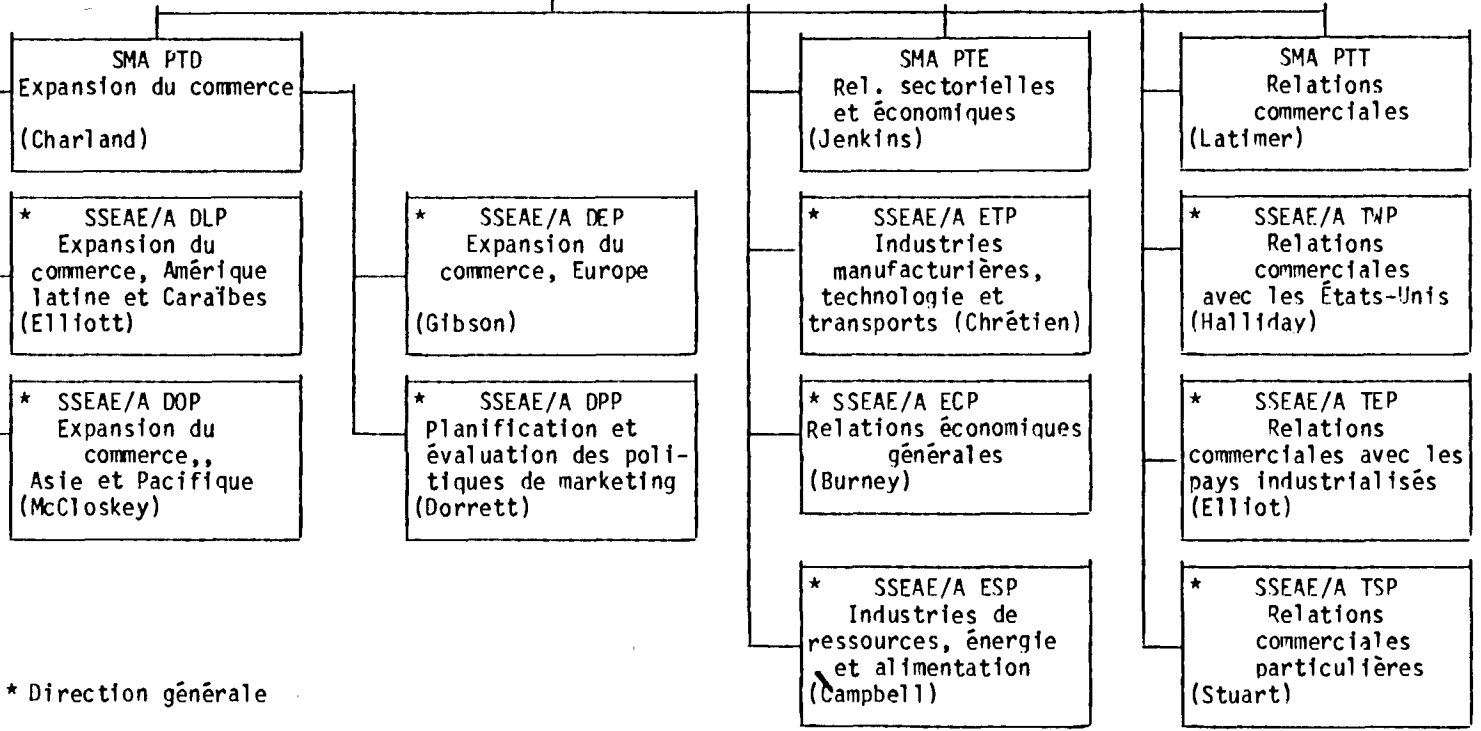 SMA PTD
Expansion du commerce
(Charland)
* SSEAE/A DLP
Expansion du
commerce, Amérique
latine et Caraïbes
(Elliott)
* SSEAE/A DOP
Expansion du
commerce,,
Asie et Pacifique
(McCloskey)
* SSEAE/A DEP
Expansion du
commerce, Europe
(Gibson)
* SSEAE/A DPP
Planification et
évaluation des poli-
tiques de marketing
(Dorrett)
SMA PTE
Rel. sectorielles
et économiques
(Jenkins)
* SSEAE/A ETP
Industries
manufacturières,
technologie et
transports (Chrétien)
* SSEAE/A ECP
Relations économiques
générales
(Burney)
* SSEAE/A ESP
Industries de
ressources, énergie
et alimentation
(Campbell)
SMA PTT
Relations
commerciales
(Latimer)
* SSEAE/A TWP
Relations
commerciales
avec les États-Unis
(Halliday)
* SSEAE/A TEP
Relations
commerciales avec les
pays industrialisés
(Elliot)
* SSEAE/A TSP
Relations
commerciales
particulières
(Stuart)
* Direction générale